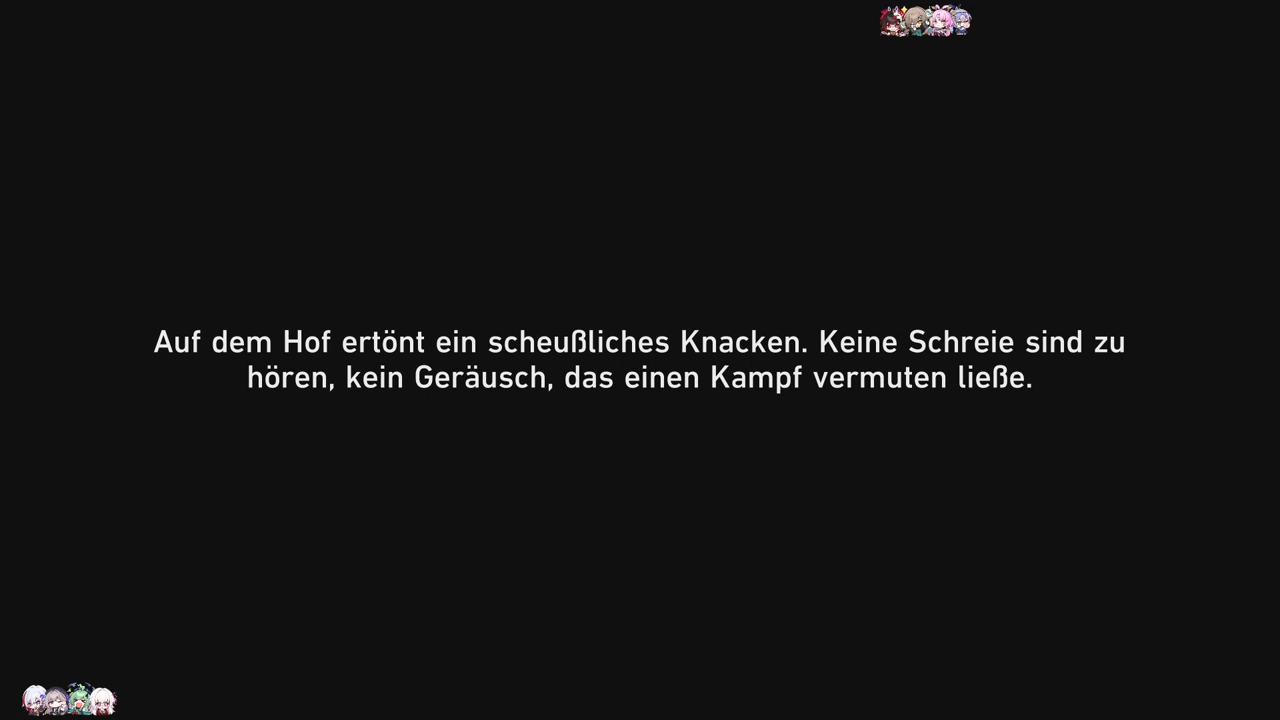 Auf dem Hof ertönt ein scheußliches Knacken. Keine Schreie sind zu
hören, kein Geräusch, das einen Kampf vermuten ließe.